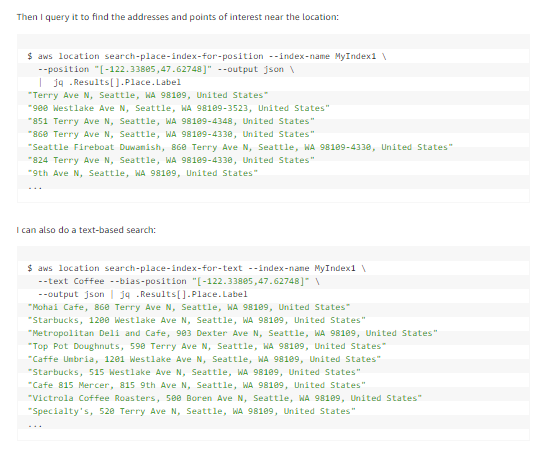 Then I query it to find the addresses and points of interest near the location:
$ aws location search-place-index-for-position --index-name MyIndex1 \
--position "[-122.33805,47.62748]" --output json \
| jq .Results[].Place.Label
"Terry Ave N, Seattle, WA 98109, United States"
"900 Westlake Ave N, Seattle, WA 98109-3523, United States"
"851 Terry Ave N, Seattle, WA 98109-4348, United States"
"860 Terry Ave N, Seattle, WA 98109-4330, United States"
"Seattle Fireboat Duwamish, 860 Terry Ave N, Seattle, WA 98109-4330, United States"
"824 Terry Ave N, Seattle, WA 98109-4330, United States"
"9th Ave N, Seattle, WA 98109, United States"
...
I can also do a text-based search:
$ aws location search-place-index-for-text --index-name MyIndex1 \
--text Coffee --bias-position "[-122.33805,47.62748]" \
--output json | jq .Results[].Place.Label
"Mohai Cafe, 860 Terry Ave N, Seattle, WA 98109, United States"
"Starbucks, 1200 Westlake Ave N, Seattle, WA 98109, United States"
"Metropolitan Deli and Cafe, 903 Dexter Ave N, Seattle, WA 98109, United States"
"Top Pot Doughnuts, 590 Terry Ave N, Seattle, WA 98109, United States"
"Caffe Umbria, 1201 Westlake Ave N, Seattle, WA 98109, United States"
"Starbucks, 515 Westlake Ave N, Seattle, WA 98109, United States"
"Cafe 815 Mercer, 815 9th Ave N, Seattle, WA 98109, United States"
"Victrola Coffee Roasters, 500 Boren Ave N, Seattle, WA 98109, United States"
"Specialty's, 520 Terry Ave N, Seattle, WA 98109, United States"
...